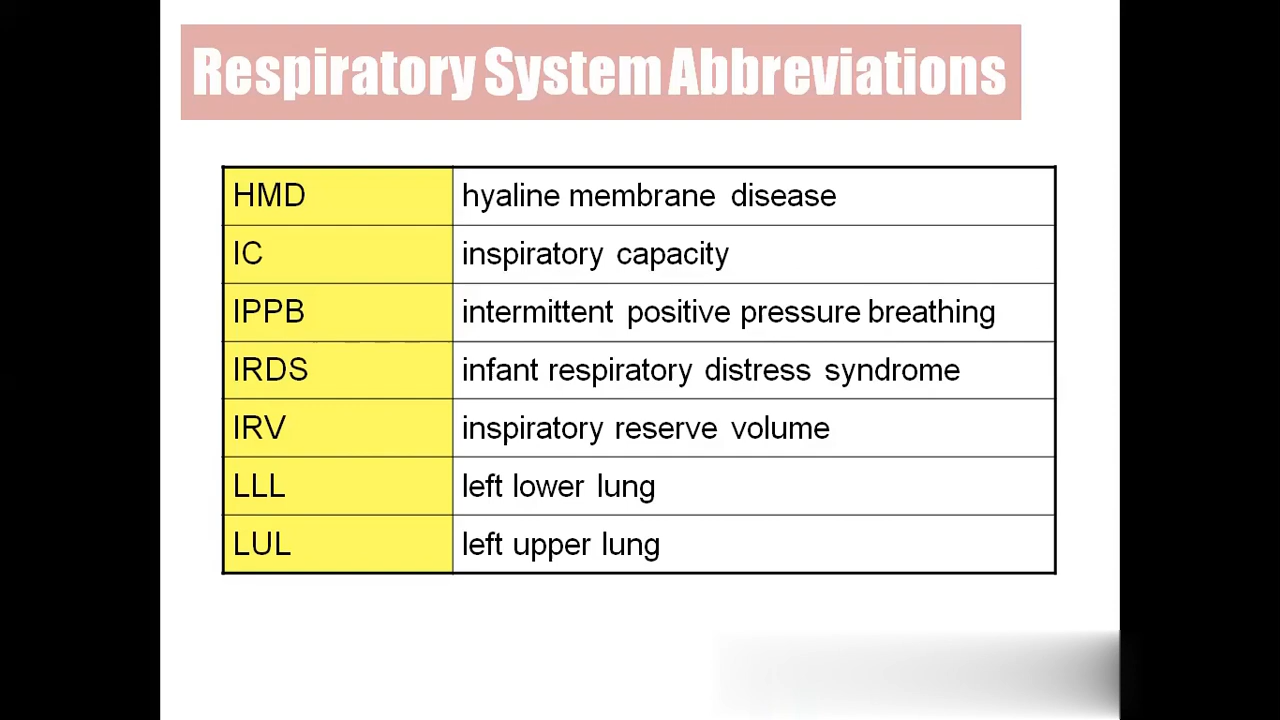 Respiratory System Abbreviations
HMD hyaline membrane disease
IC inspiratory capacity
IPPB intermittent positive pressure breathing
IRDS infant respiratory distress syndrome
IRV inspiratory reserve volume
LLL left lower lung
LUL left upper lung